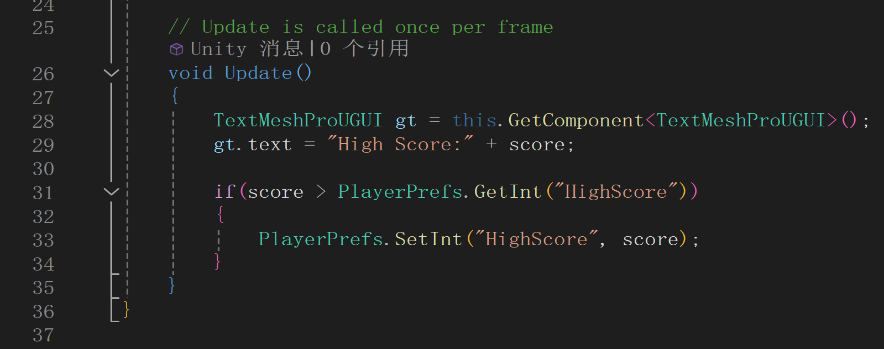 24
25 // Update is called once per frame
Unity 消息|0 个引用
26 void Update()
27 {
28 TextMeshProUGUI gt = this.GetComponent<TextMeshProUGUI>();
29 gt.text = "High Score:" + score;
30
31 if(score > PlayerPrefs.GetInt("HighScore"))
32 {
33 PlayerPrefs.SetInt("HighScore", score);
34 }
35 }
36 }
37